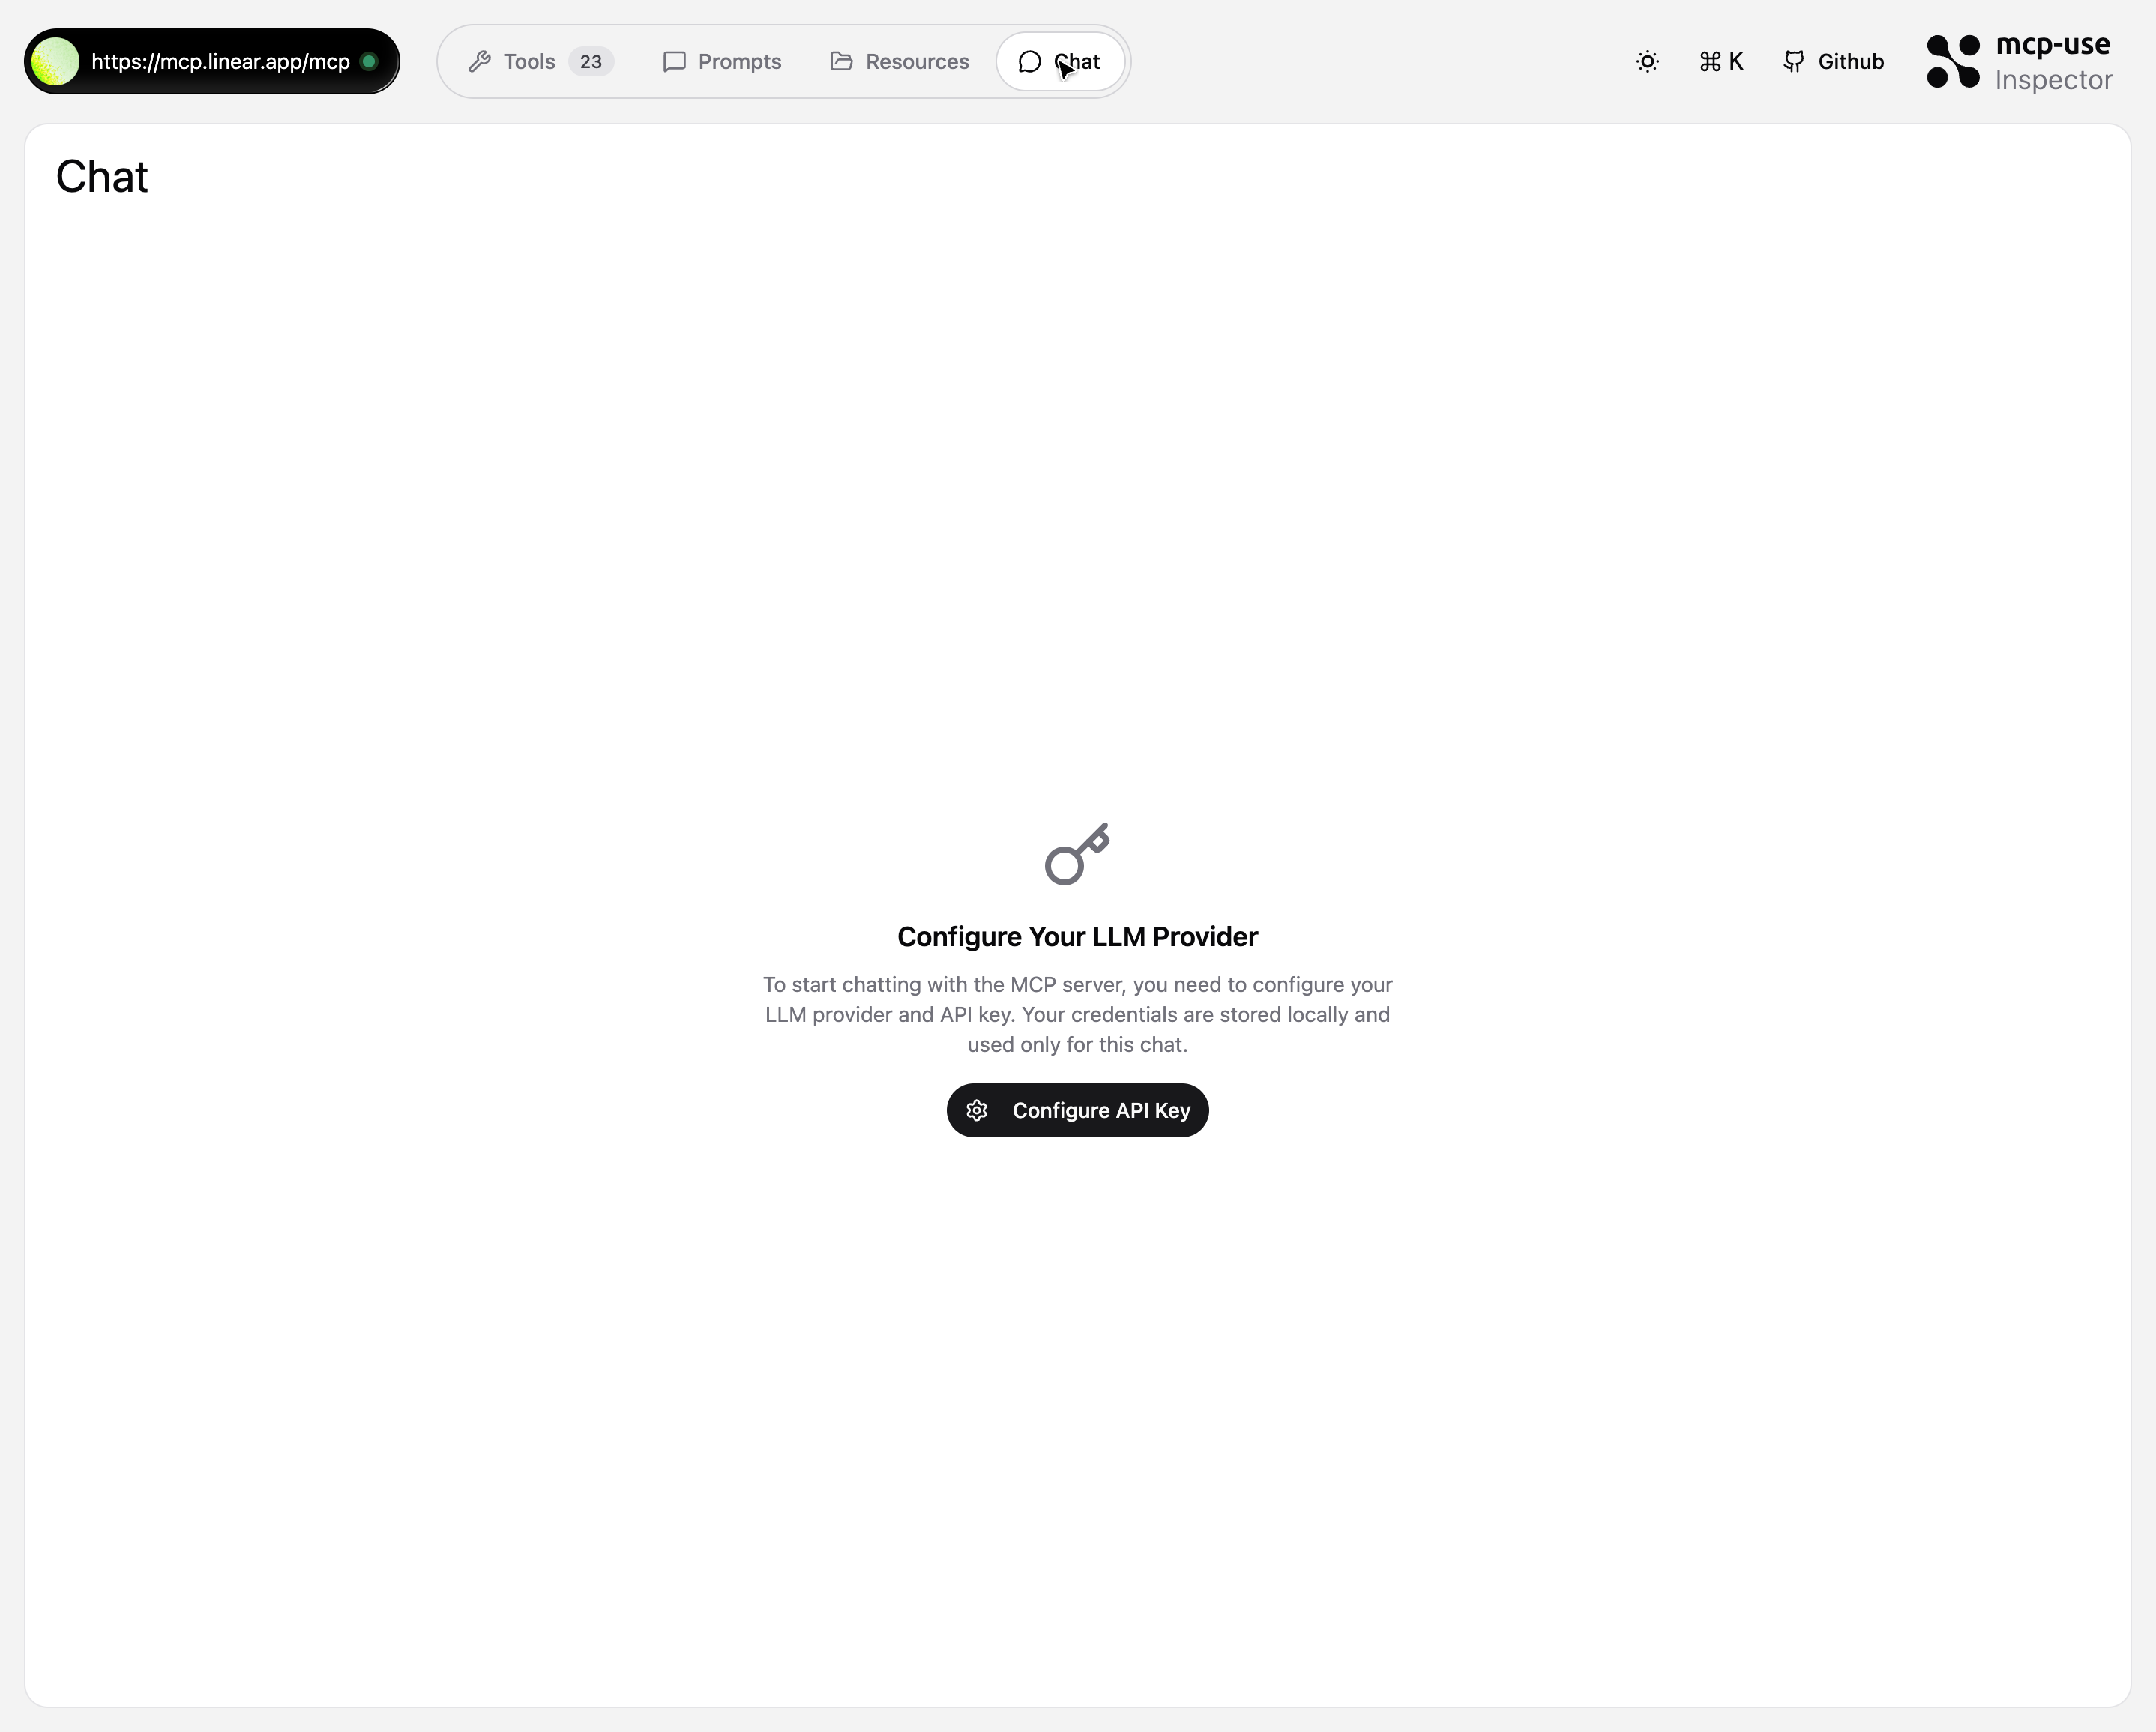 https://mcp.linear.app/mcp
Tools 23
Prompts
Resources
Chat
⌘ K
Github
mcp-use
Inspector
Chat
Configure Your LLM Provider
To start chatting with the MCP server, you need to configure your
LLM provider and API key. Your credentials are stored locally and
used only for this chat.
Configure API Key